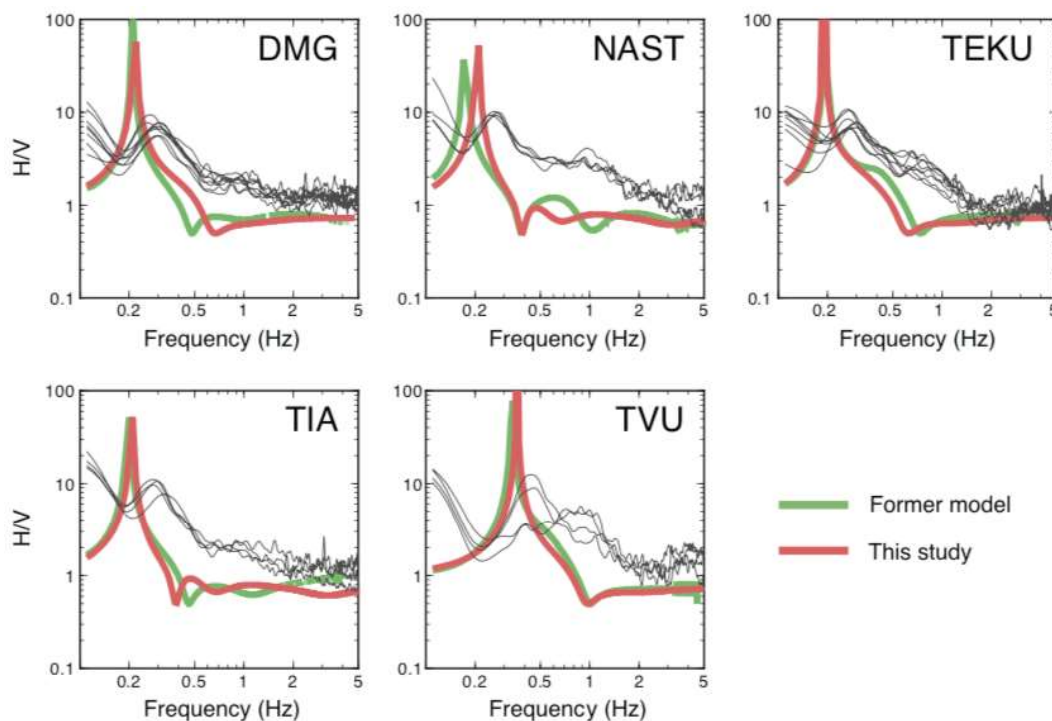 100
10
1
0.1
H/V
DMG
0.2 0.5 1 2 5
Frequency (Hz)
100
10
1
0.1
NAST
0.2 0.5 1 2 5
Frequency (Hz)
100
10
1
0.1
TEKU
0.2 0.5 1 2 5
Frequency (Hz)
100
10
1
0.1
H/V
TIA
0.2 0.5 1 2 5
Frequency (Hz)
100
10
1
0.1
TVU
0.2 0.5 1 2 5
Frequency (Hz)
Former model
This study